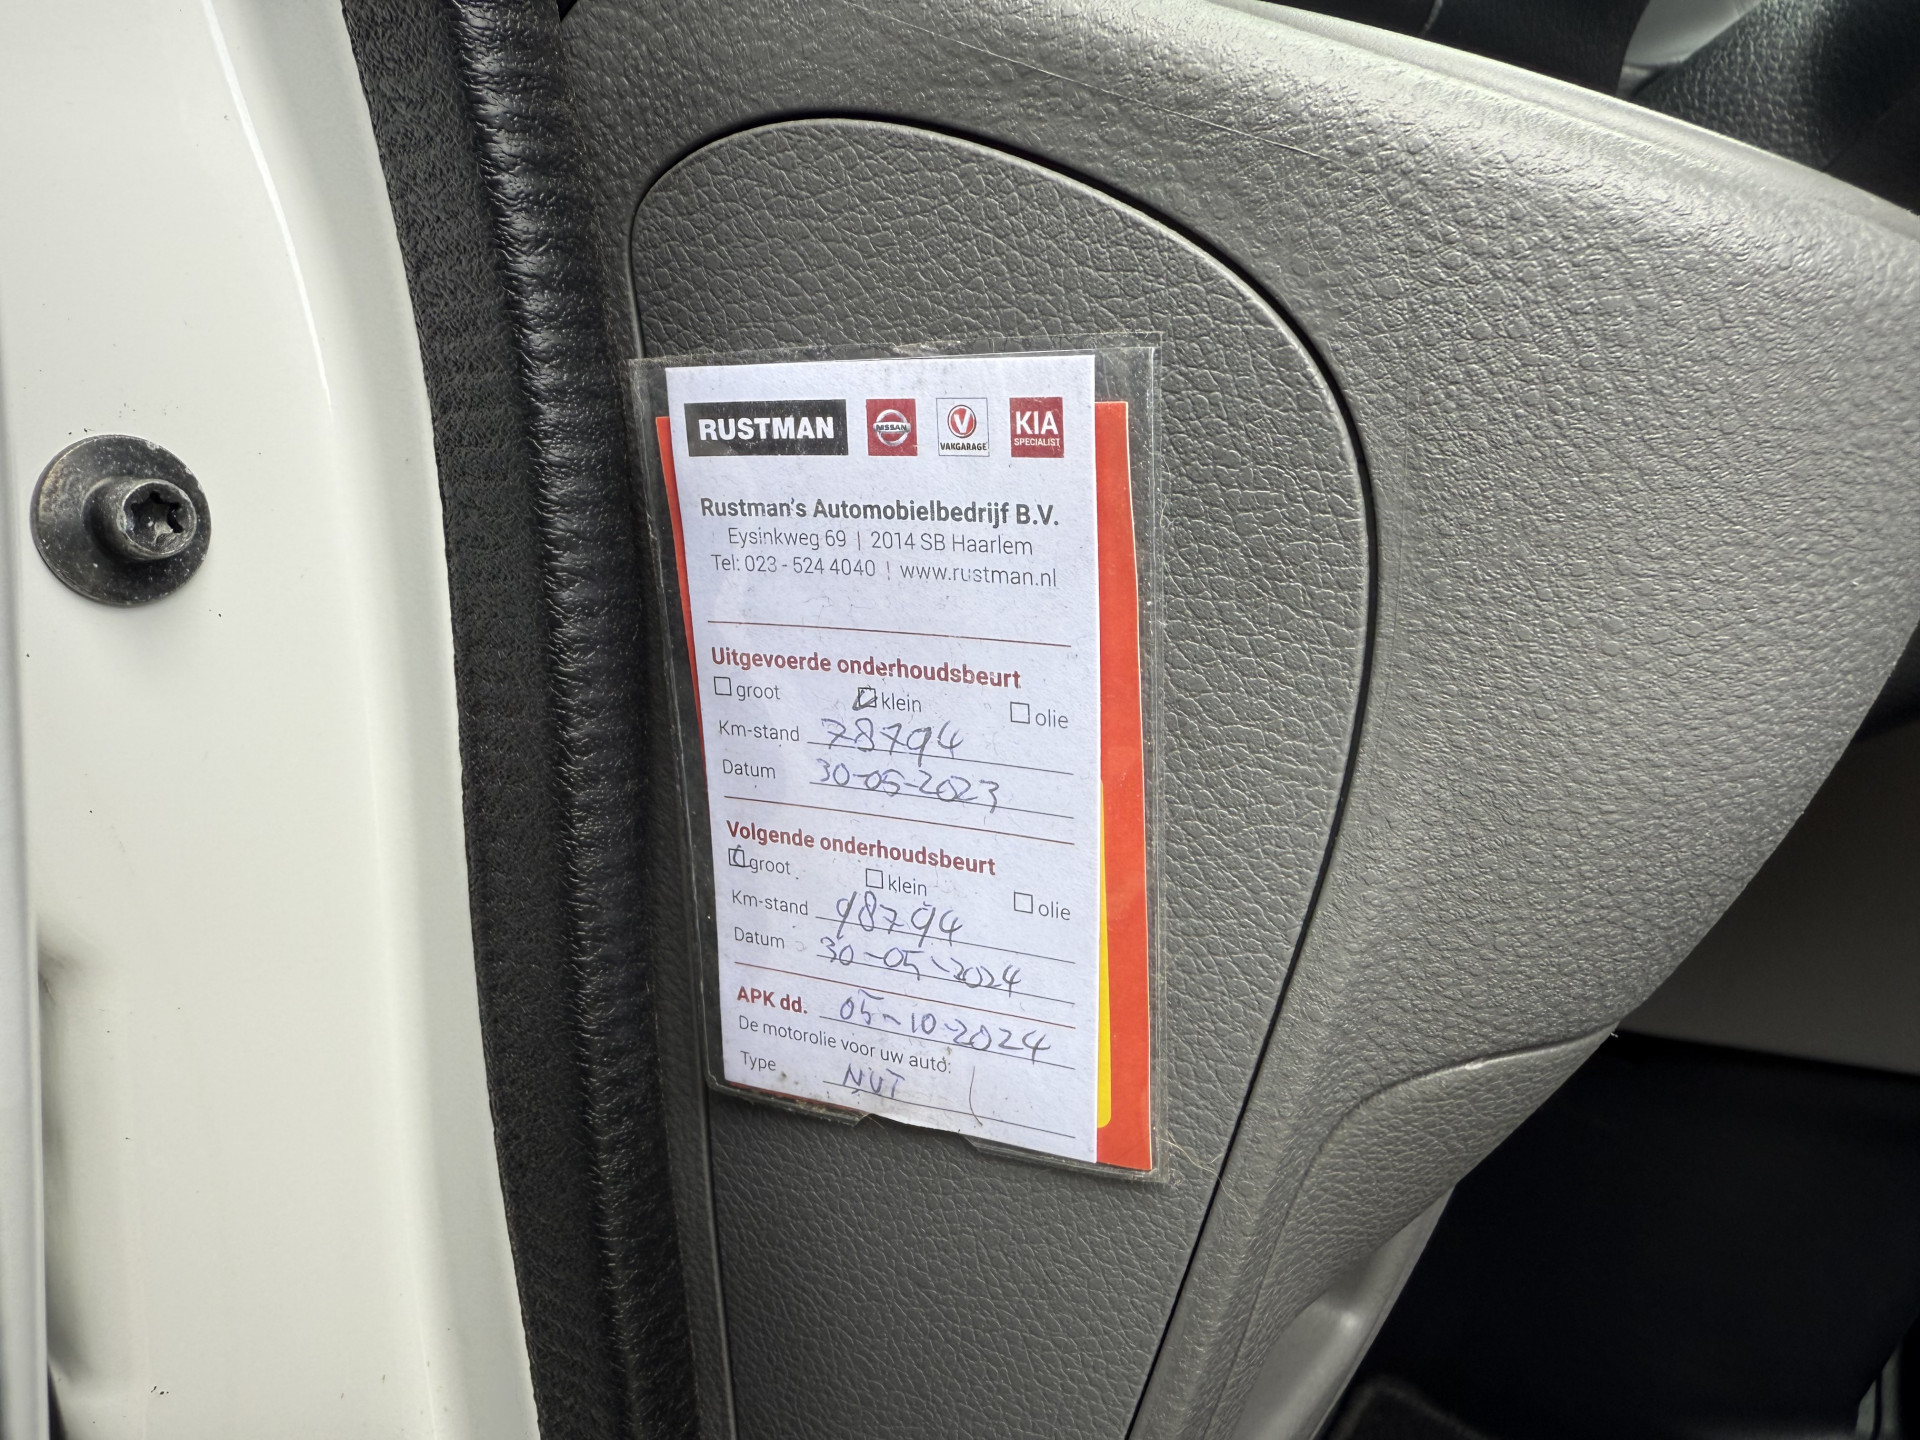 RUSTMAN NISSAN V VAKGARAGE KIA SPECIALIST
Rustman's Automobielbedrijf B.V.
Eysinkweg 69 | 2014 SB Haarlem
Tel: 023 - 524 4040 | www.rustman.nl
Uitgevoerde onderhoudsbeurt
groot klein olie
Km-stand 78794
Datum 30-05-2023
Volgende onderhoudsbeurt
groot klein olie
Km-stand 98794
Datum 30-05-2024
APK dd. 05-10-2024
De motorolie voor uw auto:
Type NUT